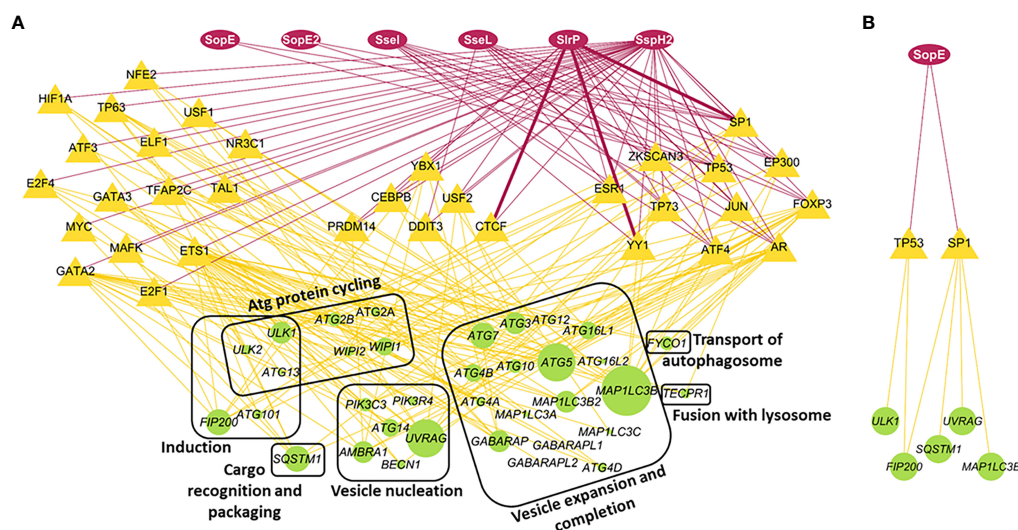 A
B
SopE
SopE2
SseI
SseL
SlrP
SspH2
SopE
NFE2
HIF1A
TP63
USF1
SP1
ATF3
ELF1
NR3C1
ZKSCAN3
TP53
EP300
YBX1
E2F4
GATA3
TFAP2C
TAL1
CEBPB
USF2
ESR1
TP73
JUN
FOXP3
MYC
PRDM14
DDIT3
CTCF
MAFK
ETS1
YY1
ATF4
AR
TP53
SP1
GATA2
E2F1
Atg protein cycling
ULK1
ATG2B
ATG2A
ULK2
WIPI2
WIPI1
ATG13
FIP200
ATG101
Induction
SQSTM1
Cargo
recognition and
packaging
PIK3C3
PIK3R4
ATG14
UVRAG
AMBRA1
BECN1
Vesicle nucleation
ATG3
ATG12
ATG7
ATG16L1
ATG4B
ATG10
ATG5
ATG16L2
ATG4A
MAP1LC3B2
MAP1LC3B
MAP1LC3A
MAP1LC3C
GABARAP
GABARAPL1
GABARAPL2
ATG4D
Vesicle expansion and
completion
FYCO1
Transport of
autophagosome
TECPR1
Fusion with lysosome
ULK1
UVRAG
SQSTM1
FIP200
MAP1LC3B